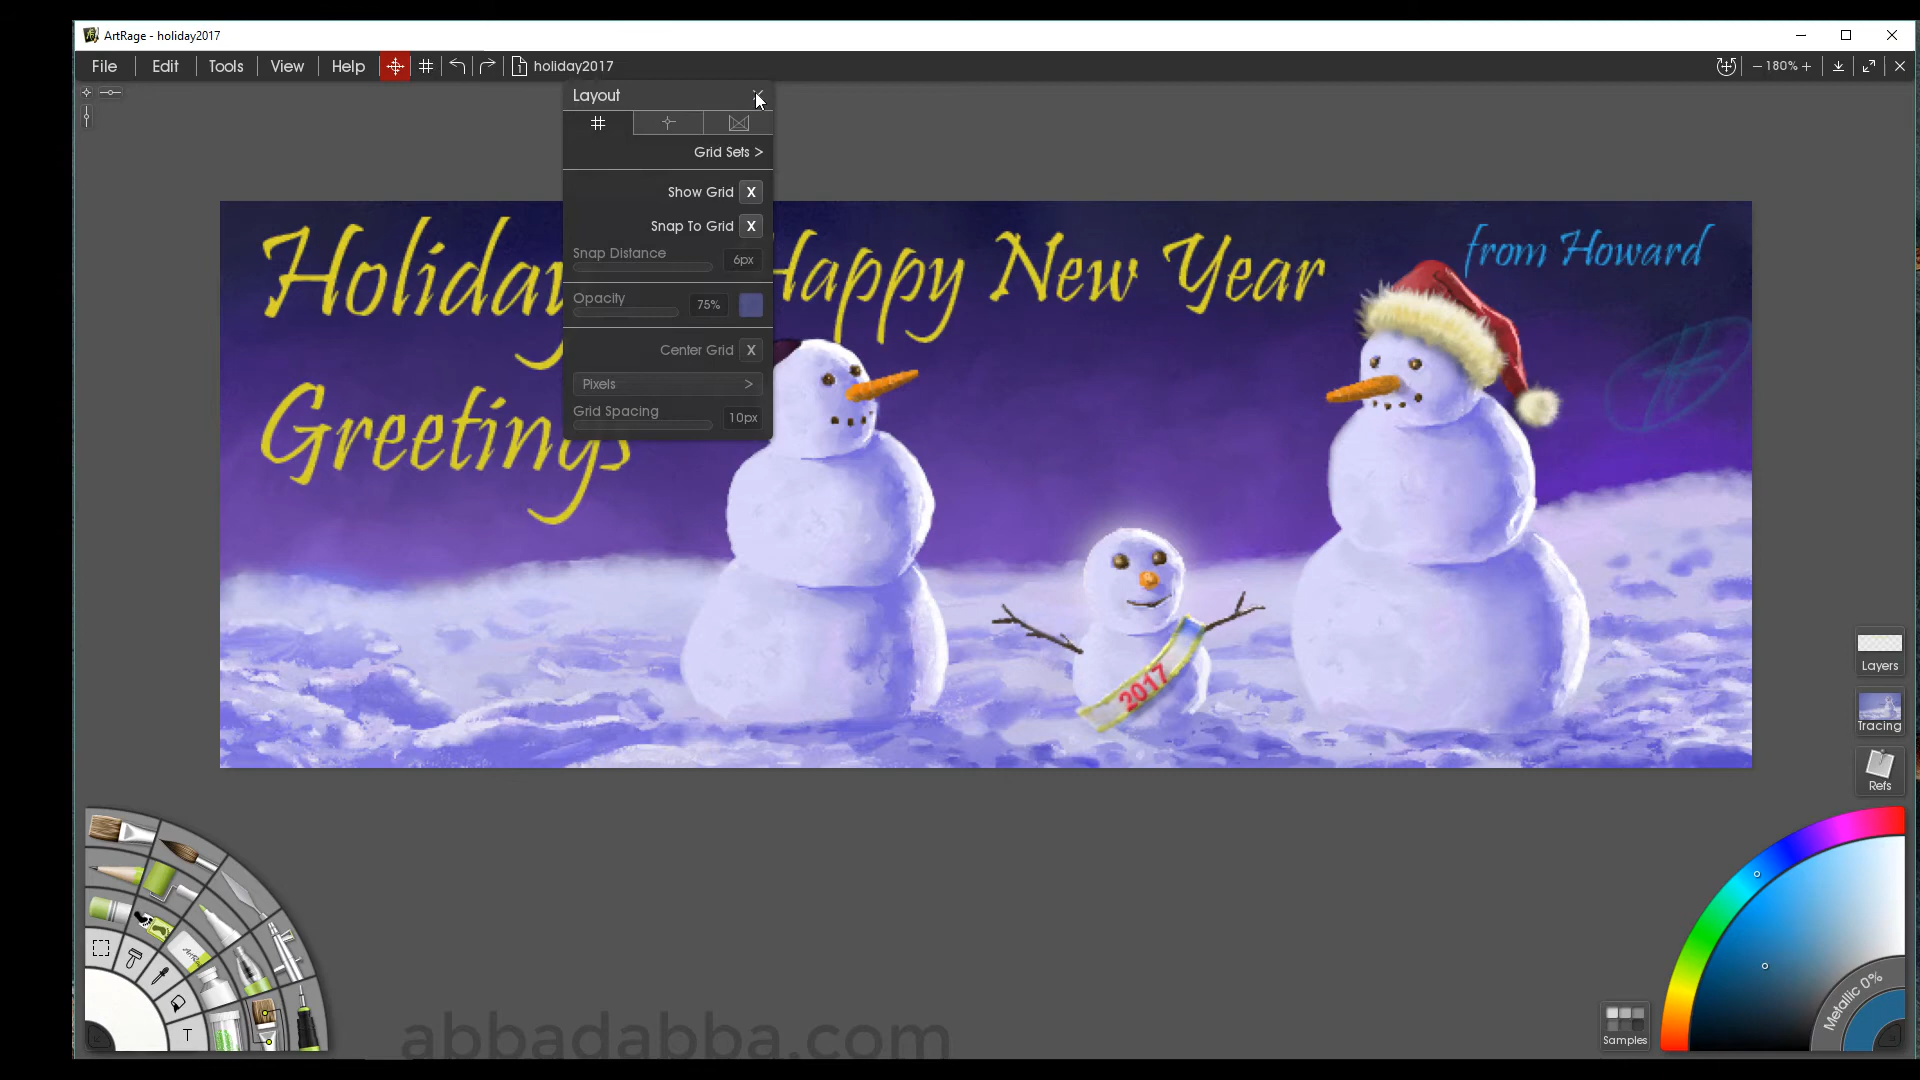 ArtRage - holiday2017
File Edit Tools View Help holiday2017 180%
Layout
Grid Sets >
Show Grid X
Snap To Grid X
Snap Distance 6px
Opacity 75%
Center Grid X
Pixels >
Grid Spacing 10px
Holiday Happy New Year
Greetings
from Howard
2017
Layers
Tracing
Refs
Metallic 0%
Samples
T
abbadabba.com